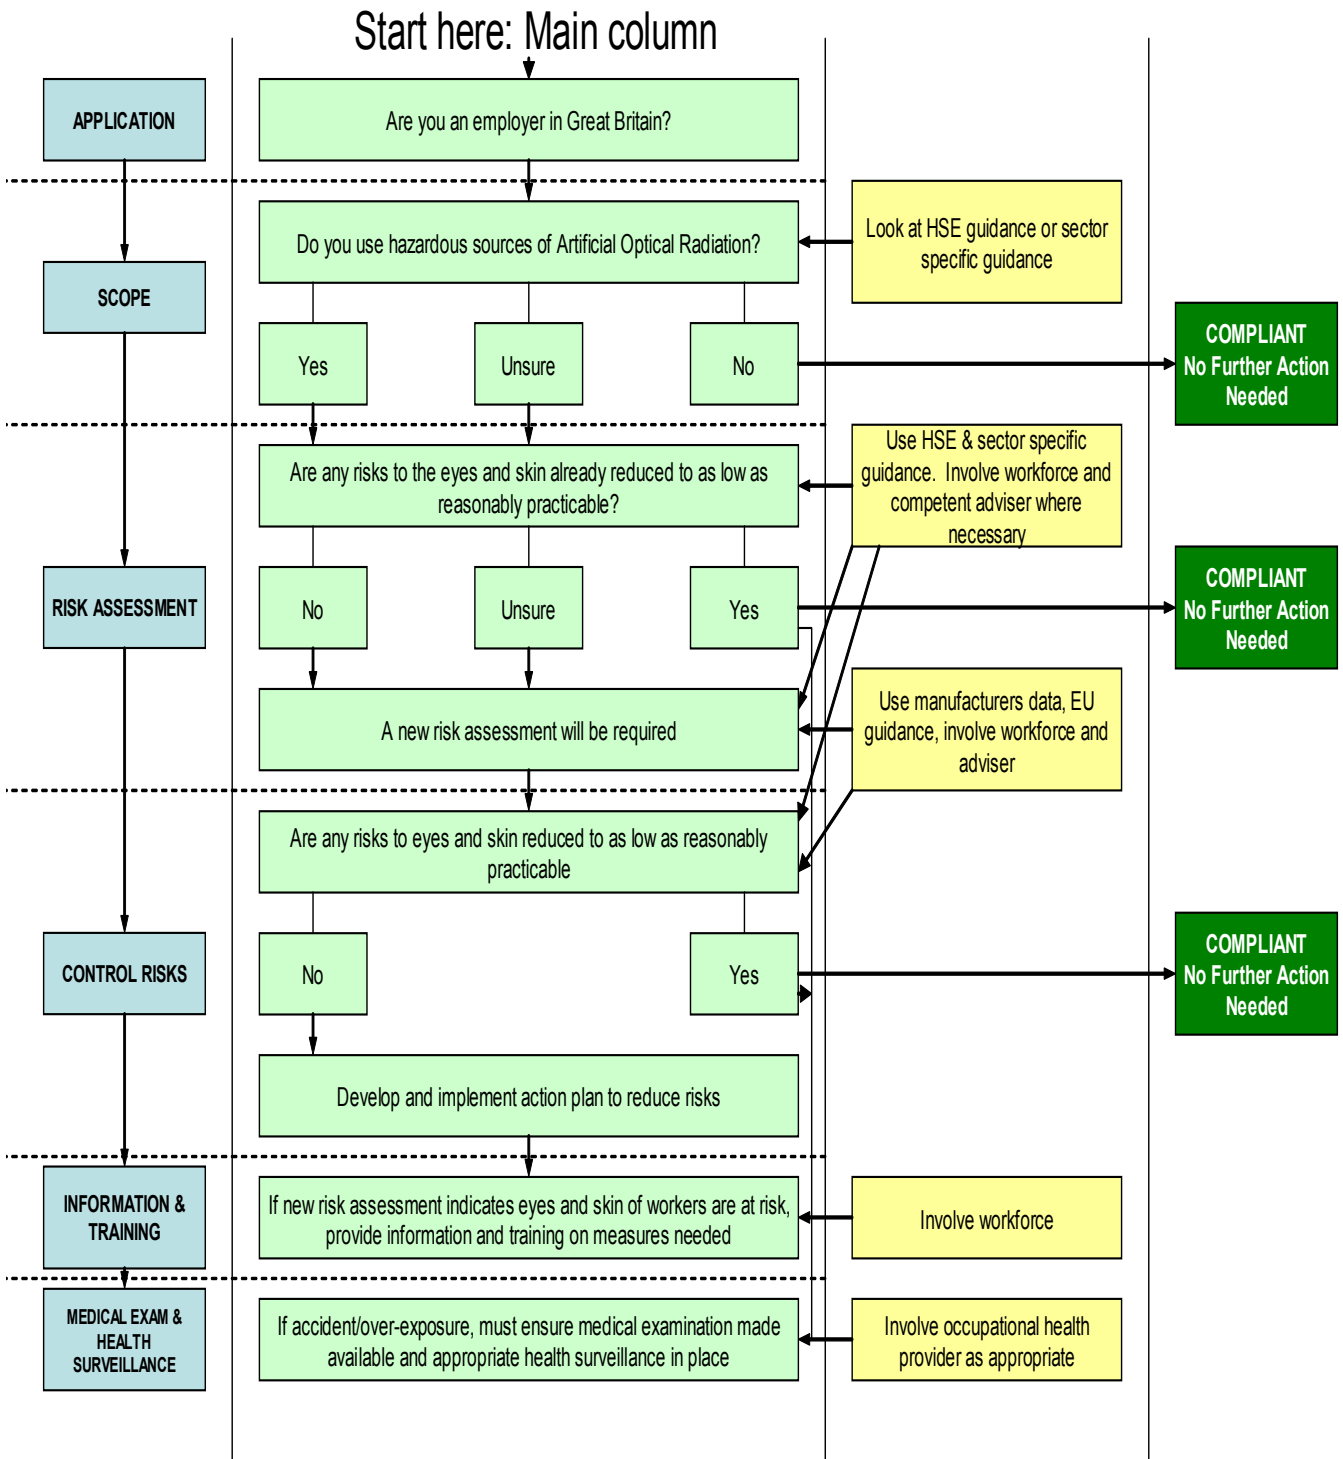 Start here: Main column
APPLICATION
Are you an employer in Great Britain?
Do you use hazardous sources of Artificial Optical Radiation?
Look at HSE guidance or sector
specific guidance
SCOPE
Yes
Unsure
No
COMPLIANT
No Further Action
Needed
Are any risks to the eyes and skin already reduced to as low as
reasonably practicable?
Use HSE & sector specific
guidance. Involve workforce and
competent adviser where
necessary
RISK ASSESSMENT
No
Unsure
Yes
COMPLIANT
No Further Action
Needed
A new risk assessment will be required
Use manufacturers data, EU
guidance, involve workforce and
adviser
Are any risks to eyes and skin reduced to as low as reasonably
practicable
CONTROL RISKS
No
Yes
COMPLIANT
No Further Action
Needed
Develop and implement action plan to reduce risks
INFORMATION &
TRAINING
If new risk assessment indicates eyes and skin of workers are at risk,
provide information and training on measures needed
Involve workforce
MEDICAL EXAM &
HEALTH
SURVEILLANCE
If accident/over-exposure, must ensure medical examination made
available and appropriate health surveillance in place
Involve occupational health
provider as appropriate